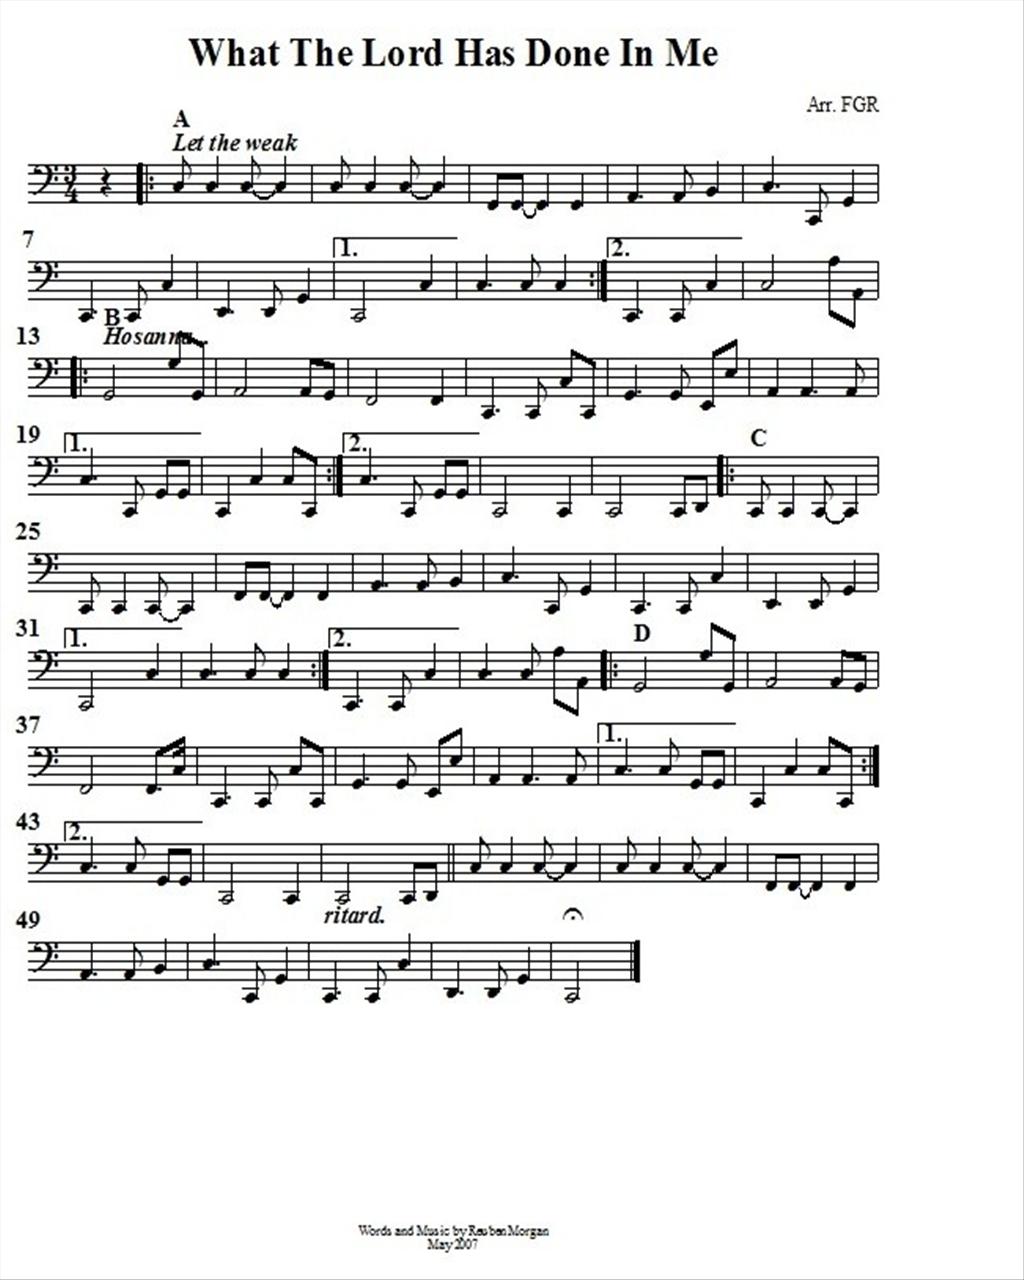 What The Lord Has Done In Me
Arr. FGR
A
Let the weak
3
4
7
1.
2.
B
13
Hosanna...
19
1.
2.
C
25
31
1.
2.
D
37
1.
43
2.
49
ritard.
Words and Music by Reuben Morgan
May 2007